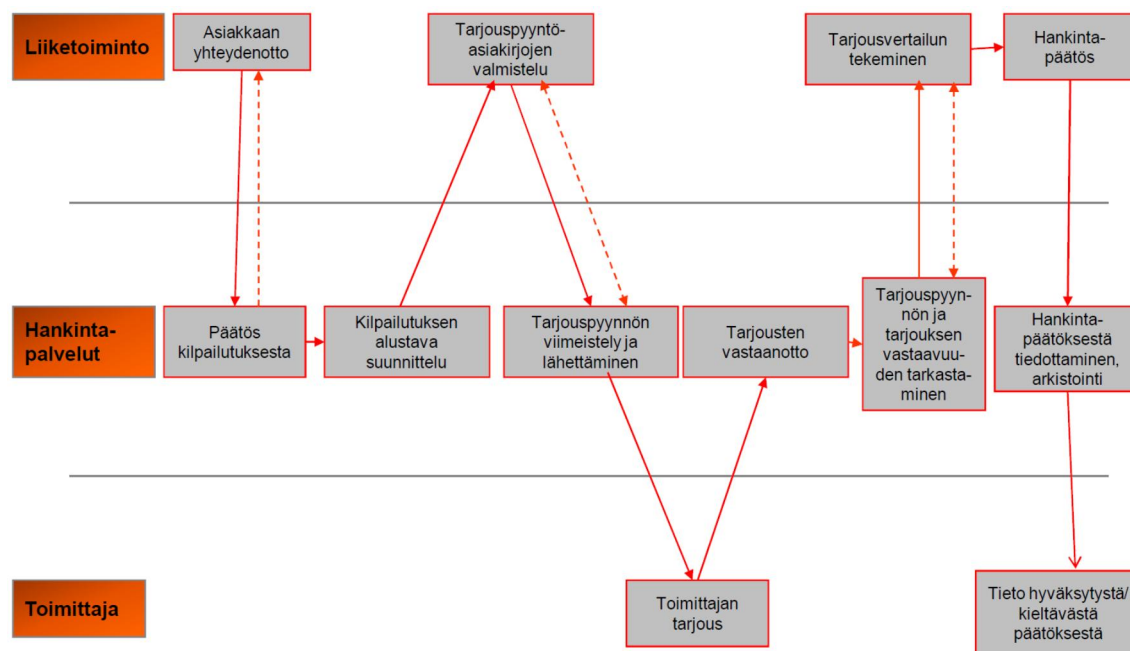 Liiketoiminto
Asiakkaan
yhteydenotto
Tarjouspyyntö-
asiakirjojen
valmistelu
Tarjousvertailun
tekeminen
Hankinta-
päätös
Hankinta-
palvelut
Päätös
kilpailutuksesta
Kilpailutuksen
alustava
suunnittelu
Tarjouspyynnön
viimeistely ja
lähettäminen
Tarjousten
vastaanotto
Tarjouspyyn-
nön ja
tarjouksen
vastaavuu-
den tarkasta-
minen
Hankinta-
päätöksestä
tiedottaminen,
arkistointi
Toimittaja
Toimittajan
tarjous
Tieto hyväksytystä/
kieltävästä
päätöksestä